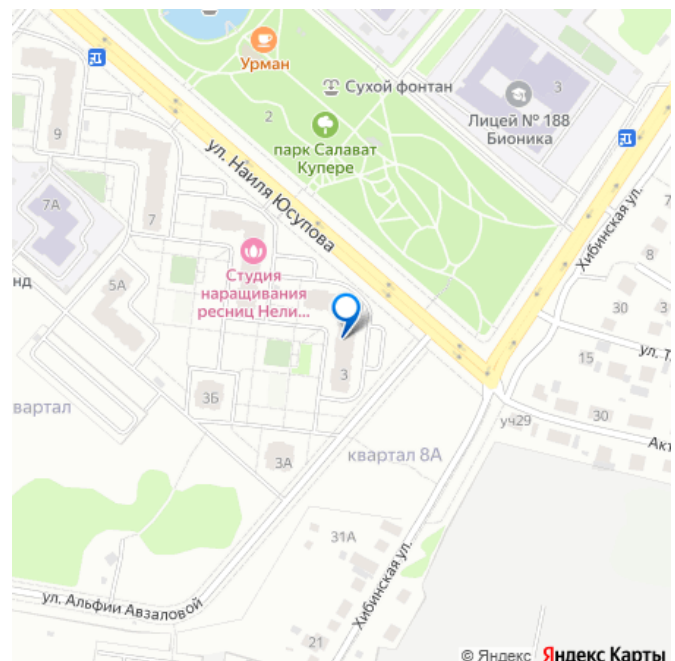 Урман
Сухой фонтан
3
Лицей № 188
Бионика
2
парк Салават
Купере
9
ул. Наиля Юсупова
Хибинская ул.
7
7А
7
8
Студия
наращивания
ресниц Нели...
нд
5А
30
3
ул. Т
15
3
3Б
вартал
уч29
30
Акт
квартал 8А
3А
31А
Хибинская ул.
ул. Альфии Авзаловой
21
© Яндекс Яндекс Карты